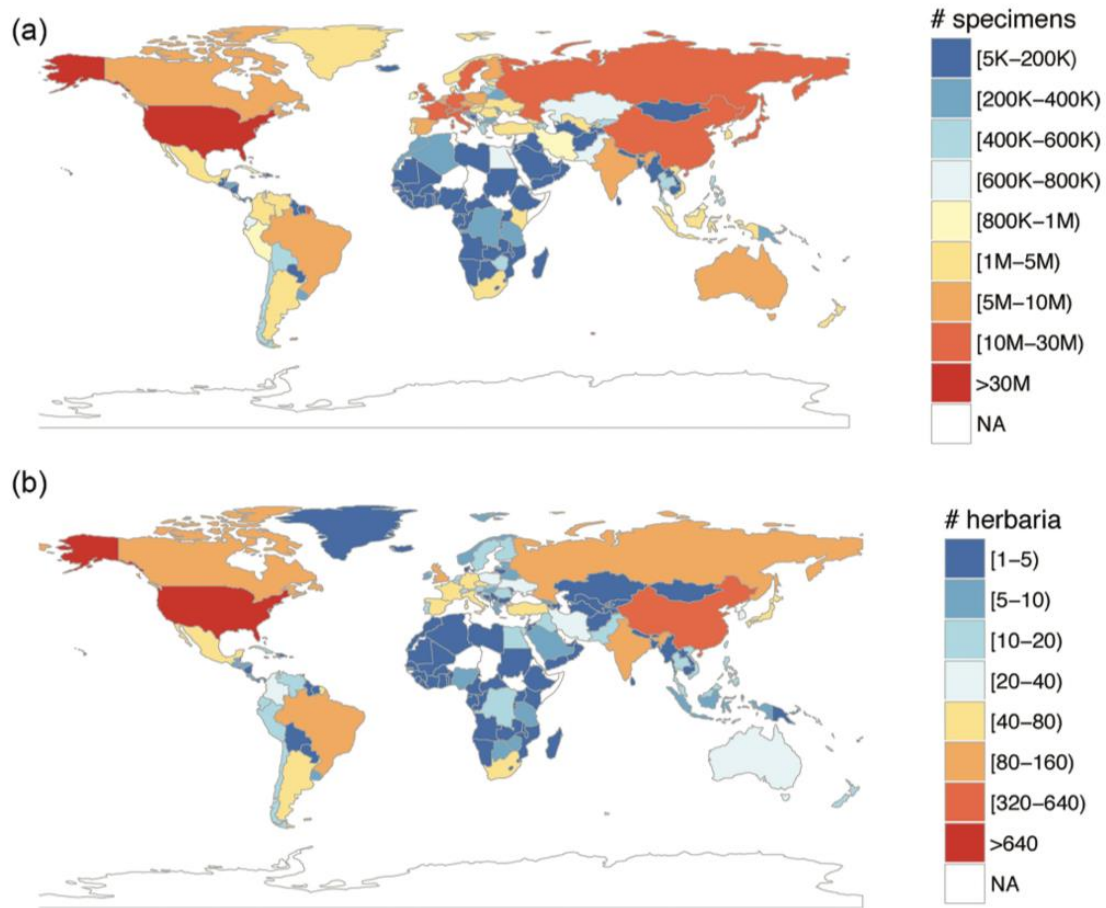 (a)
# specimens
[5K–200K)
[200K–400K)
[400K–600K)
[600K–800K)
[800K–1M)
[1M–5M)
[5M–10M)
[10M–30M)
>30M
NA
(b)
# herbaria
[1–5)
[5–10)
[10–20)
[20–40)
[40–80)
[80–160)
[320–640)
>640
NA